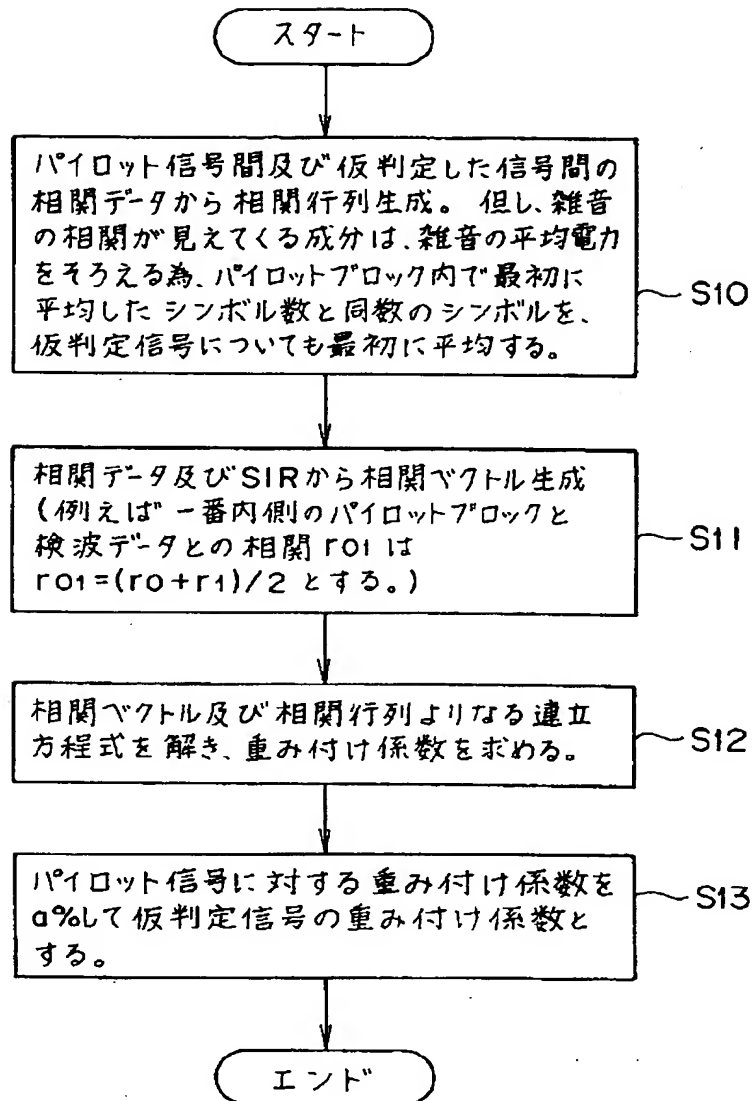 スタート
パイロット信号間及び仮判定した信号間の
相関データから相関行列生成。但し、雑音
の相関が見えてくる成分は、雑音の平均電力
をそろえる為、パイロットブロック内で最初に
平均したシンボル数と同数のシンボルを、
仮判定信号についても最初に平均する。
S10
相関データ及びSIRから相関ベクトル生成
(例えば一番内側のパイロットブロックと
検波データとの相関r01は
r01=(r0+r1)/2とする。)
S11
相関ベクトル及び相関行列よりなる連立
方程式を解き、重み付け係数を求める。
S12
パイロット信号に対する重み付け係数を
a%して仮判定信号の重み付け係数と
する。
S13
エンド